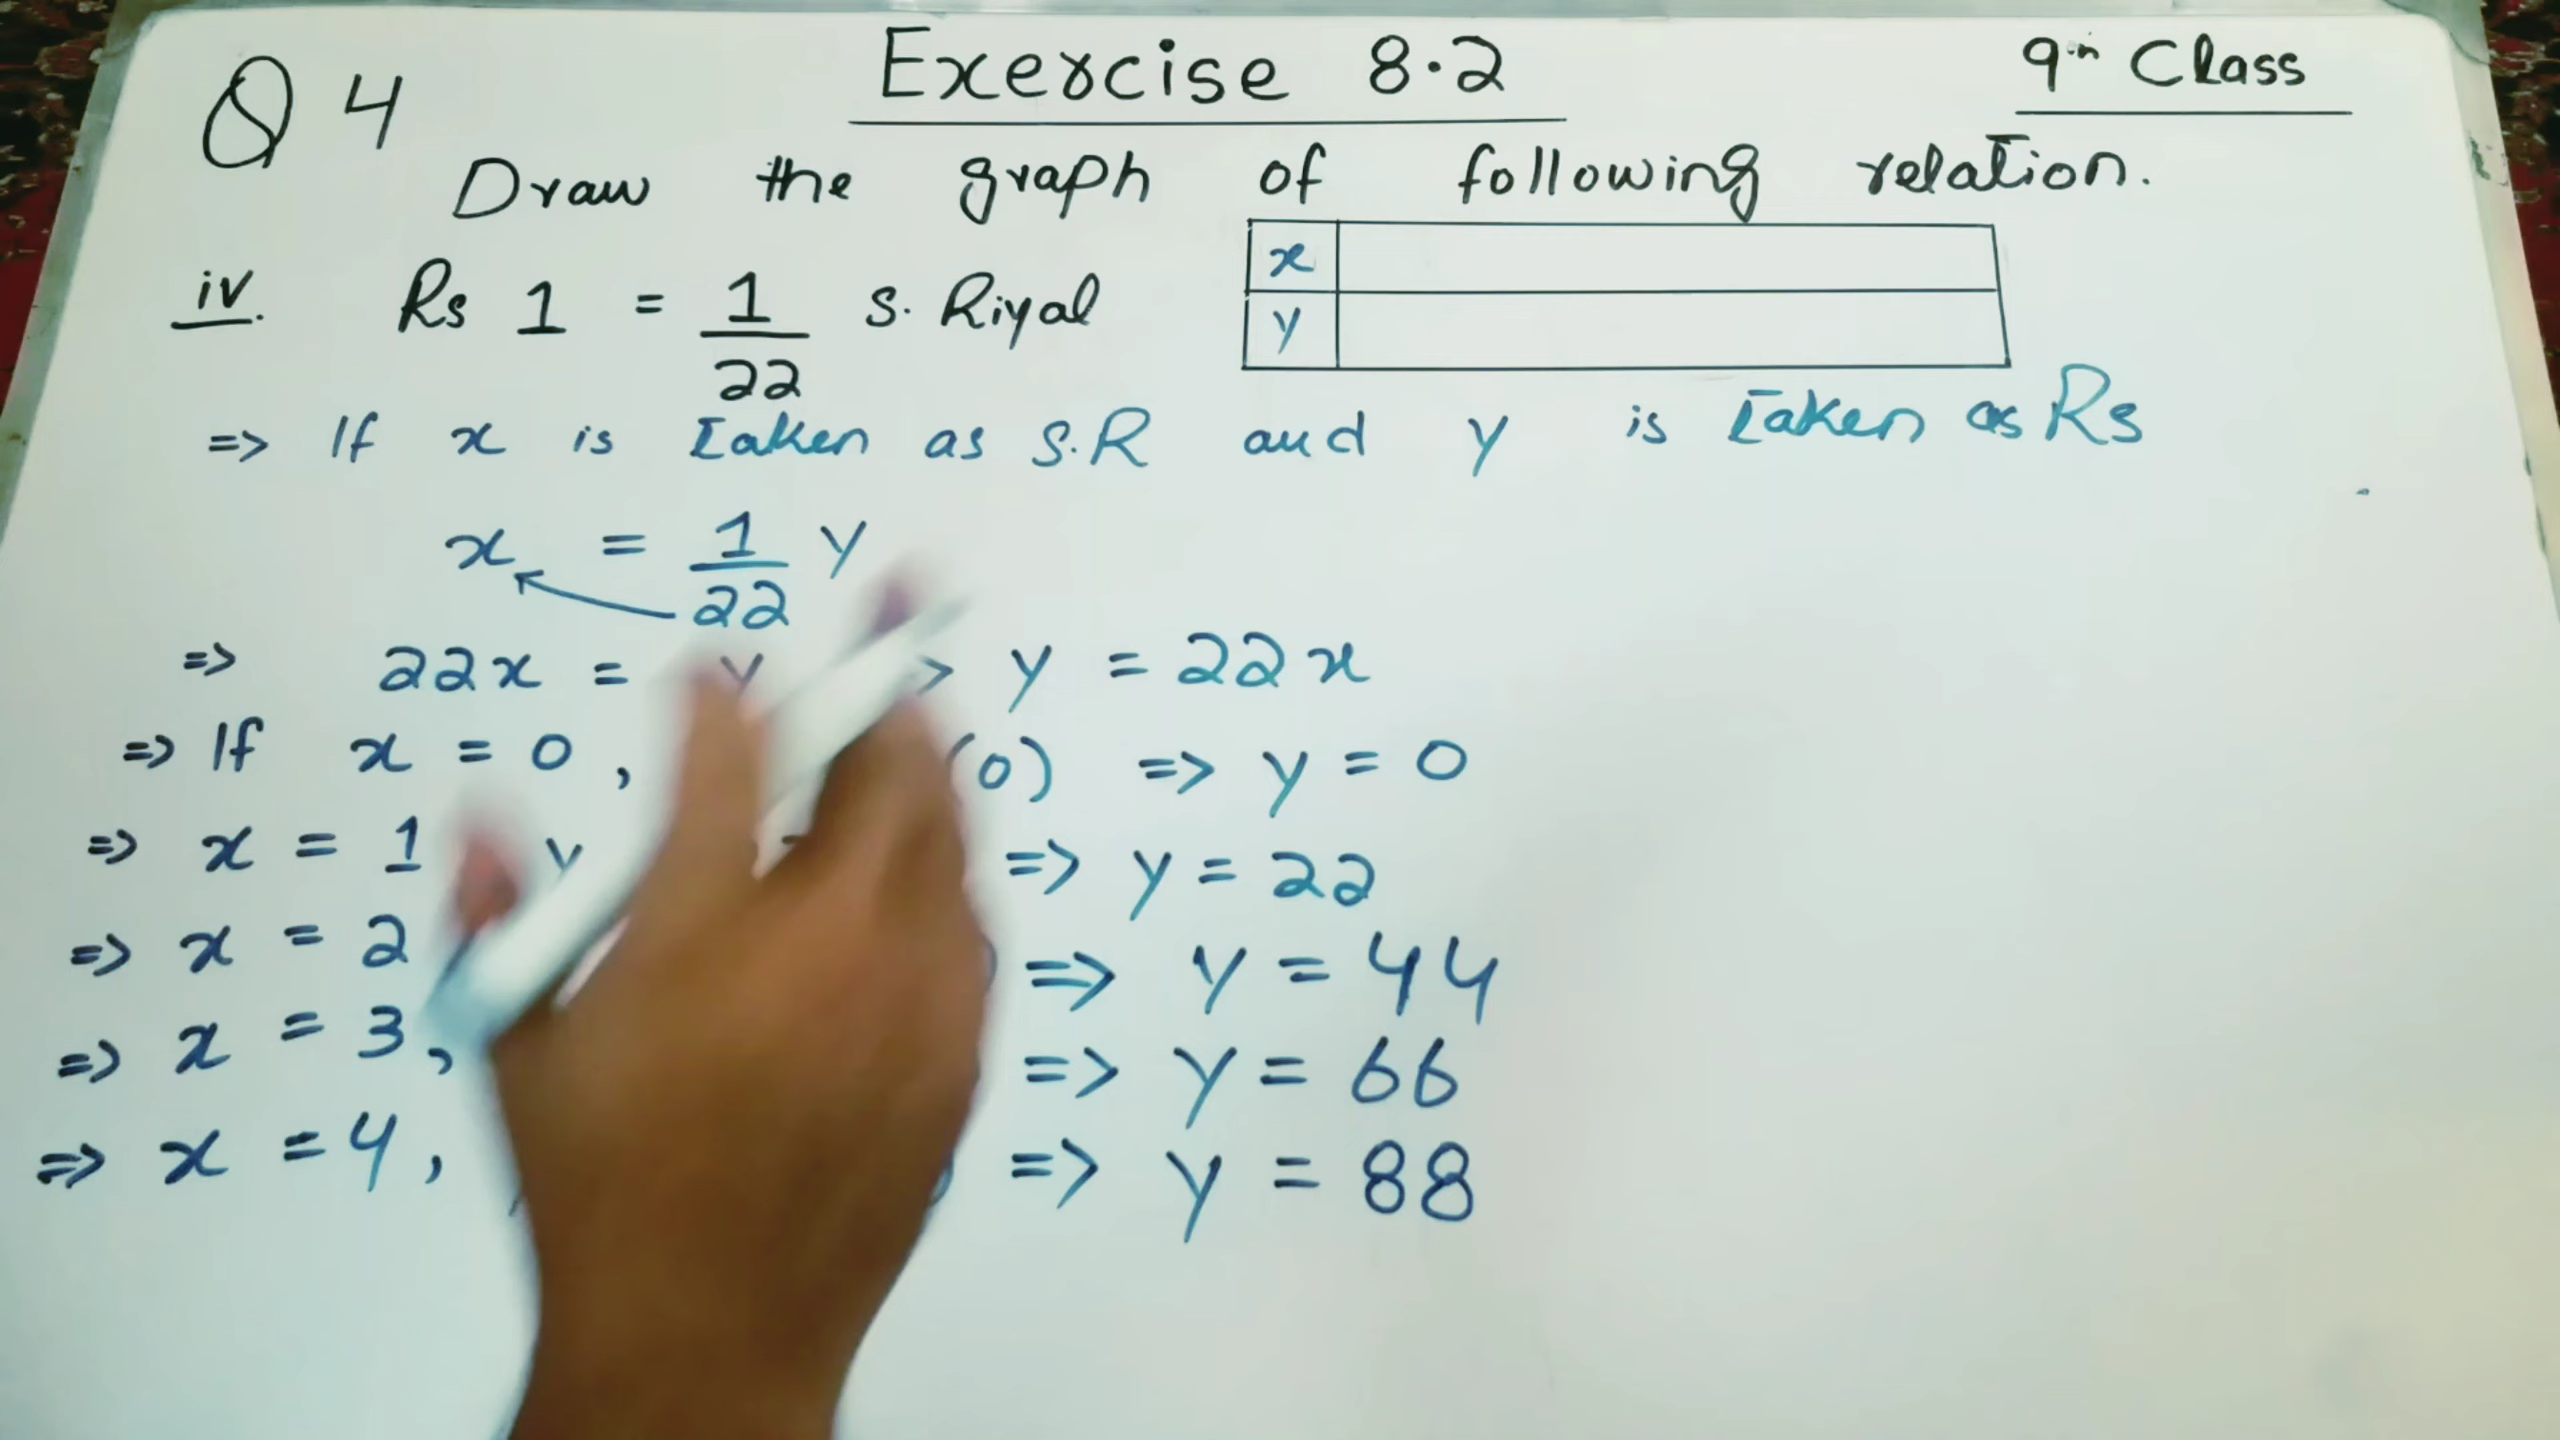 Exercise 8.2
9th Class
Q 4
Draw the graph of following relation.
iv. Rs 1 = 1/22 S. Riyal
x
y
=> If x is taken as S.R and y is taken as Rs
x = 1/22 y
=> 22x = y => y = 22x
=> If x = 0 , (0) => y = 0
=> x = 1 y => y = 22
=> x = 2 ) => y = 44
=> x = 3 , => y = 66
=> x = 4 , => y = 88